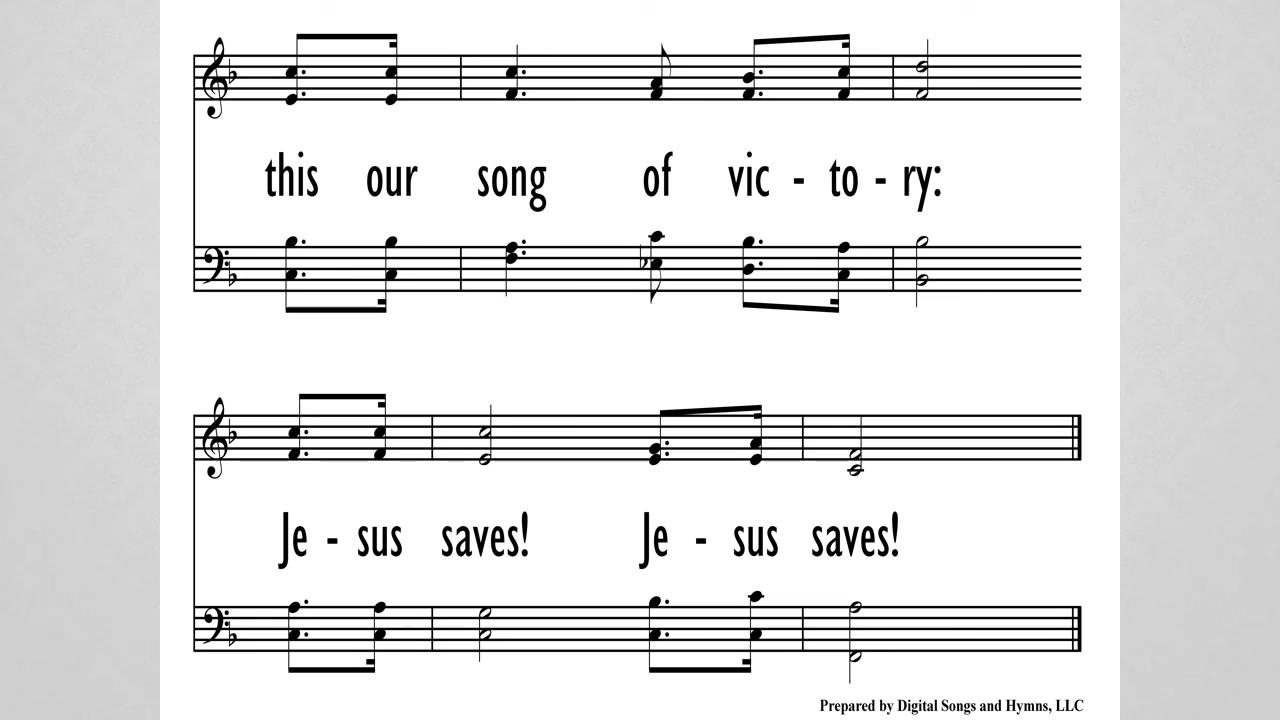 this our song of vic - to - ry:
Je - sus saves! Je - sus saves!
Prepared by Digital Songs and Hymns, LLC